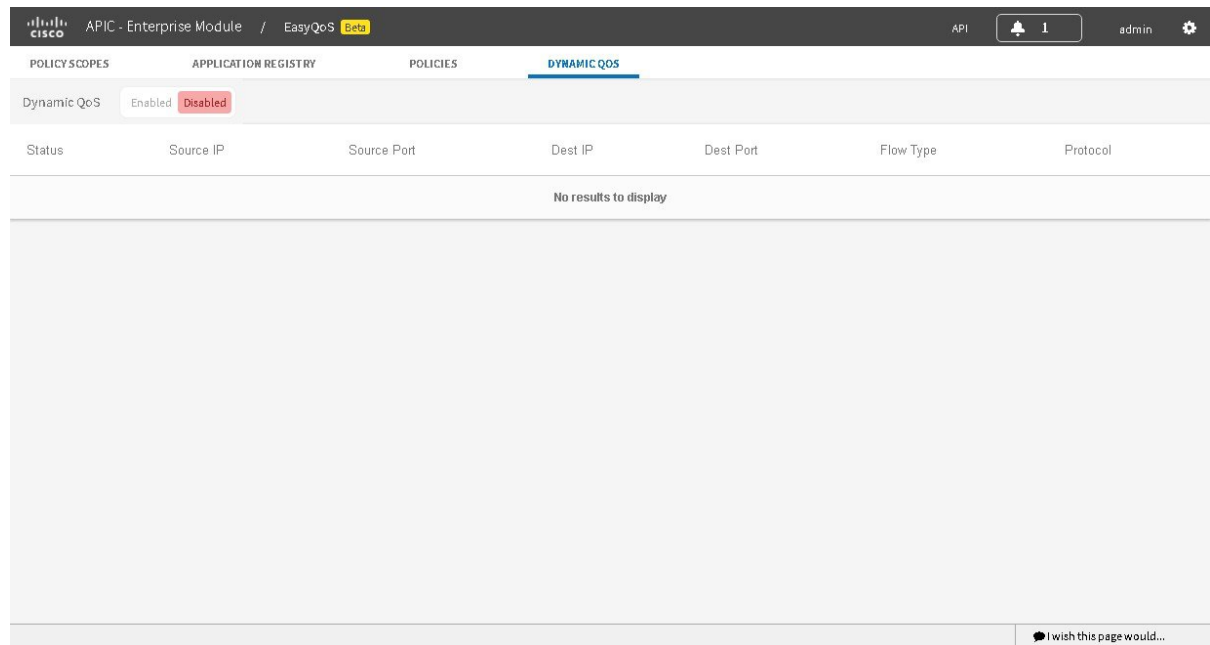 CISCO APIC - Enterprise Module / EasyQoS Beta API 1 admin
POLICY SCOPES APPLICATION REGISTRY POLICIES DYNAMIC QOS
Dynamic QoS Enabled Disabled
Status Source IP Source Port Dest IP Dest Port Flow Type Protocol
No results to display
I wish this page would...